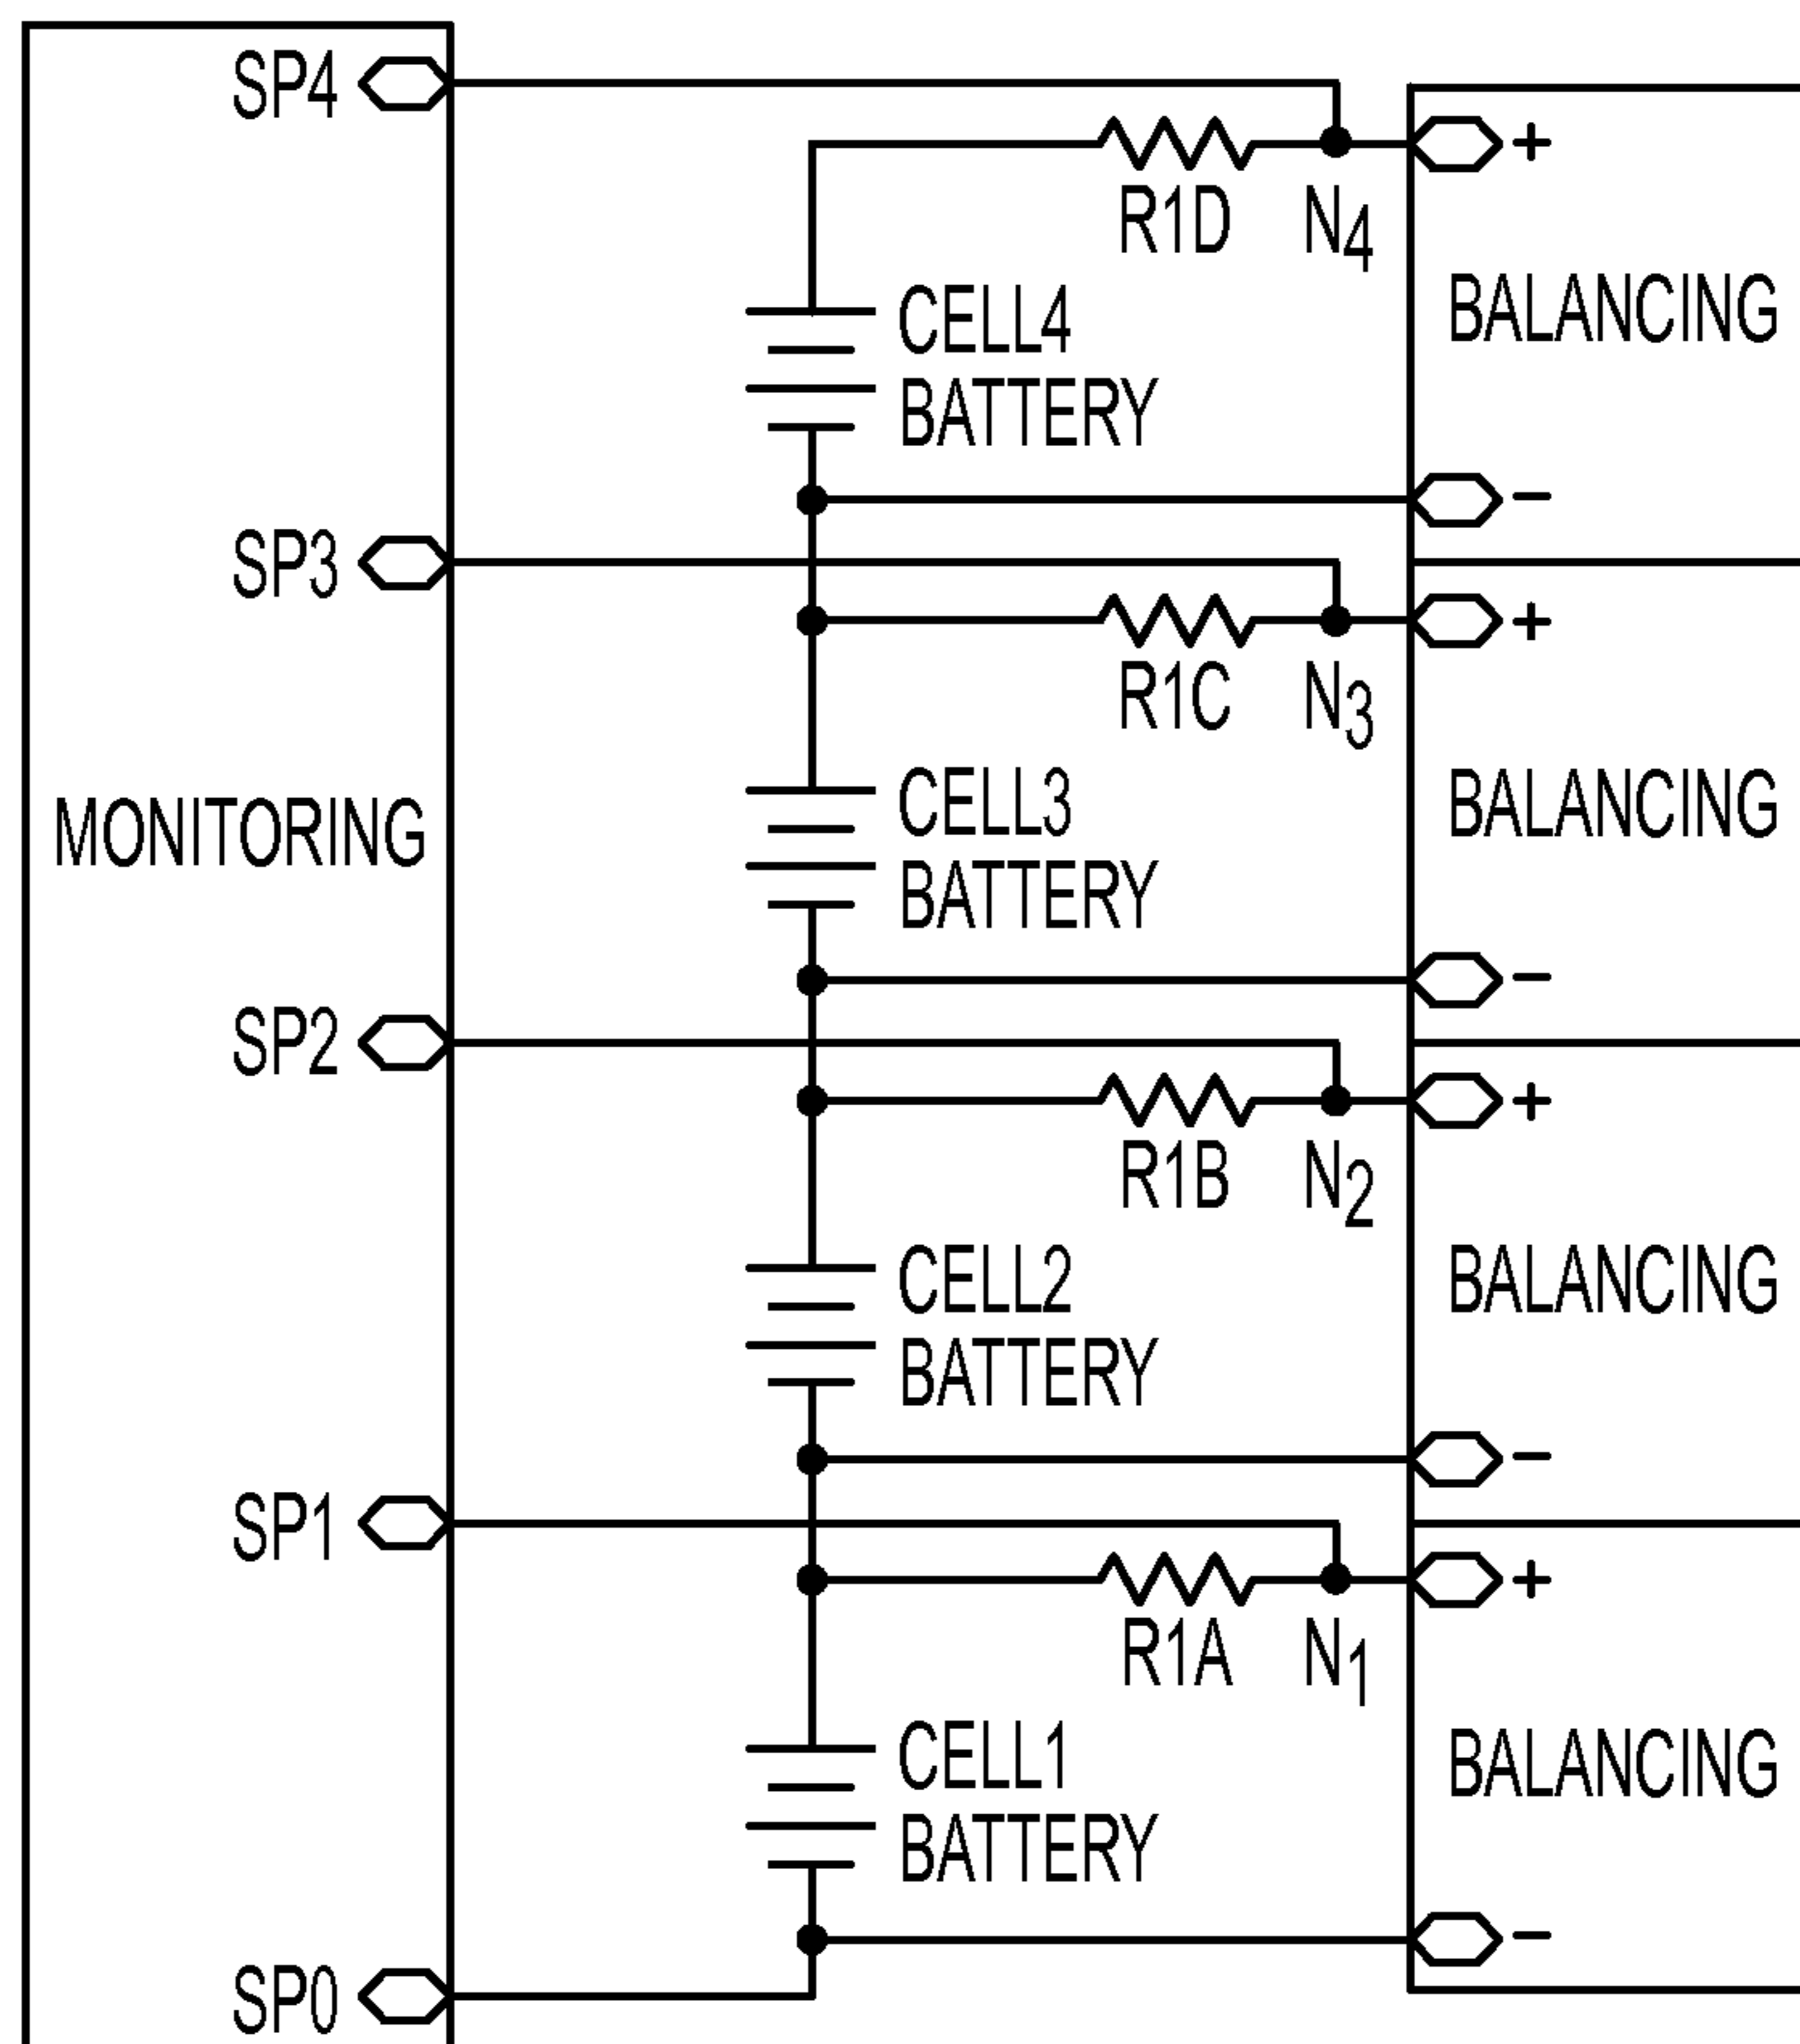 SP4
+
R1D
N4
CELL4
BATTERY
BALANCING
−
SP3
+
R1C
N3
CELL3
BATTERY
BALANCING
MONITORING
−
SP2
+
R1B
N2
CELL2
BATTERY
BALANCING
−
SP1
+
R1A
N1
CELL1
BATTERY
BALANCING
−
SP0